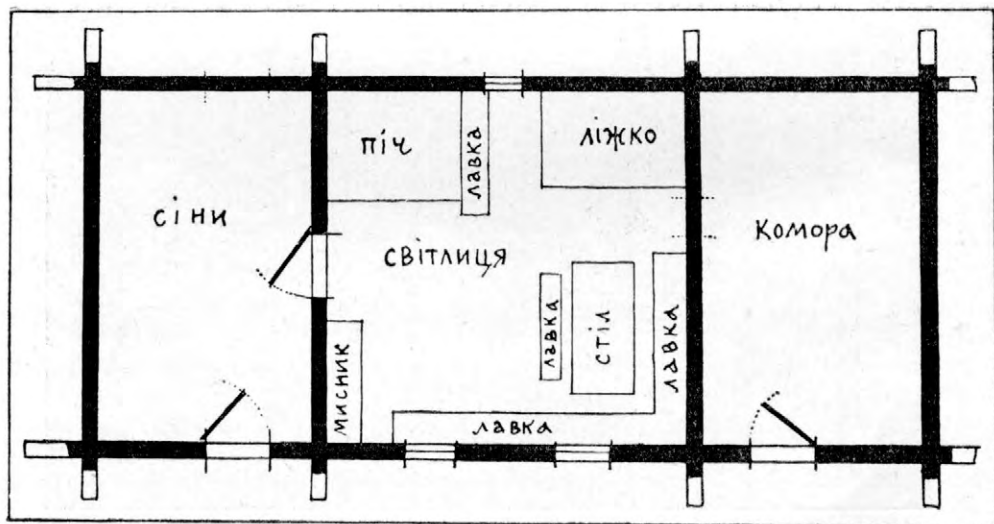 піч
лавка
ліжко
сіни
комора
світлиця
лавка
стіл
лавка
мисник
лавка